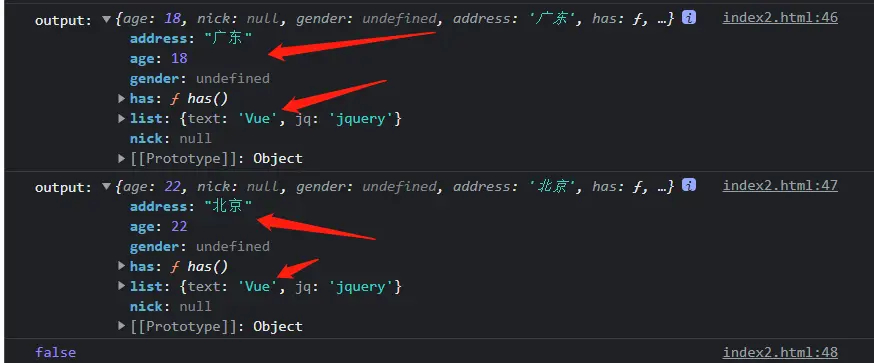 output: ▼{age: 18, nick: null, gender: undefined, address: '广东', has: ƒ, …} i index2.html:46
address: "广东"
age: 18
gender: undefined
▶ has: ƒ has()
▶ list: {text: 'Vue', jq: 'jquery'}
nick: null
▶ [[Prototype]]: Object
output: ▼{age: 22, nick: null, gender: undefined, address: '北京', has: ƒ, …} i index2.html:47
address: "北京"
age: 22
gender: undefined
▶ has: ƒ has()
▶ list: {text: 'Vue', jq: 'jquery'}
nick: null
▶ [[Prototype]]: Object
false index2.html:48